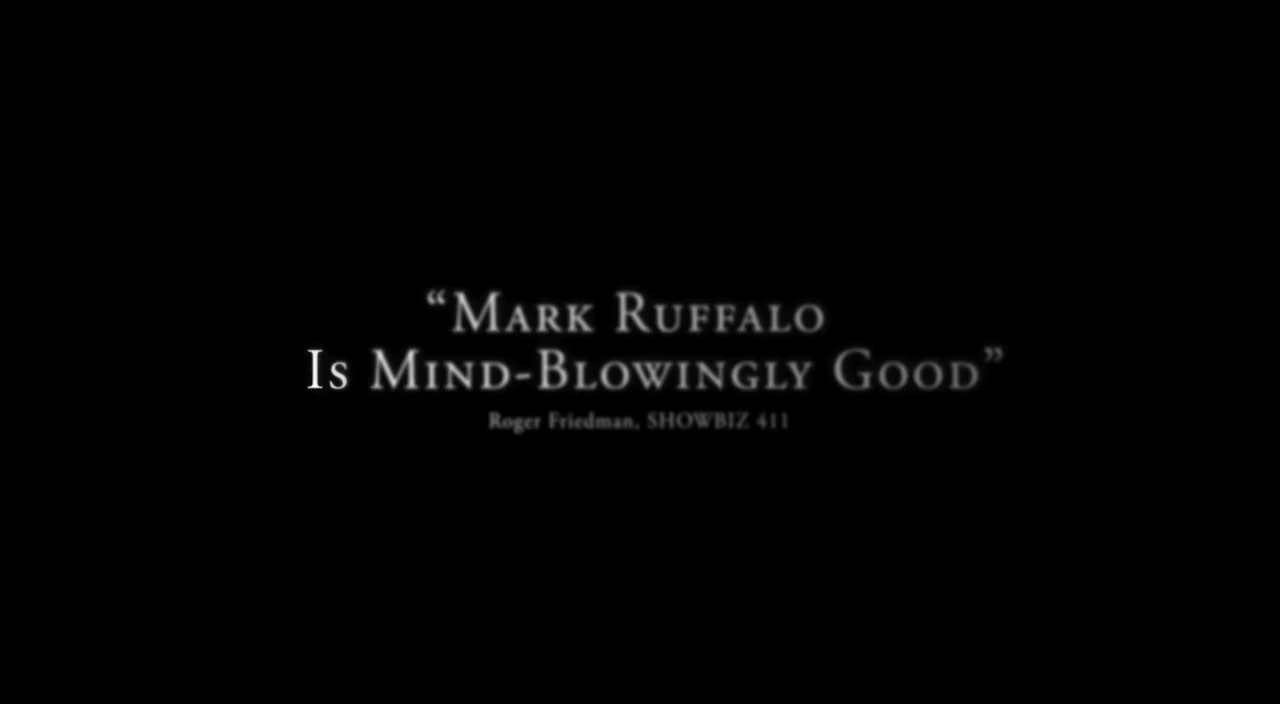 “Mark Ruffalo
Is Mind-Blowingly Good”
Roger Friedman, SHOWBIZ 411